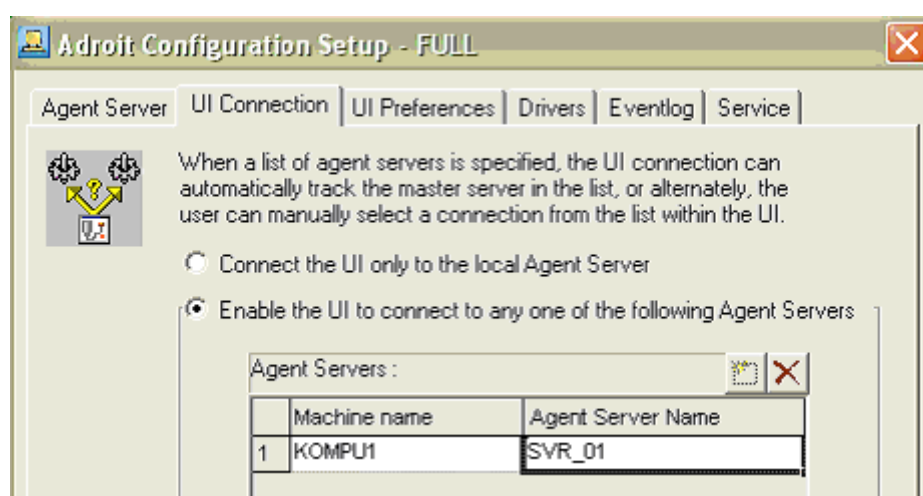 Adroit Configuration Setup - FULL
Agent Server UI Connection UI Preferences Drivers Eventlog Service
When a list of agent servers is specified, the UI connection can
automatically track the master server in the list, or alternately, the
user can manually select a connection from the list within the UI.
Connect the UI only to the local Agent Server
Enable the UI to connect to any one of the following Agent Servers
Agent Servers :
Machine name Agent Server Name
1 KOMPU1 SVR_01